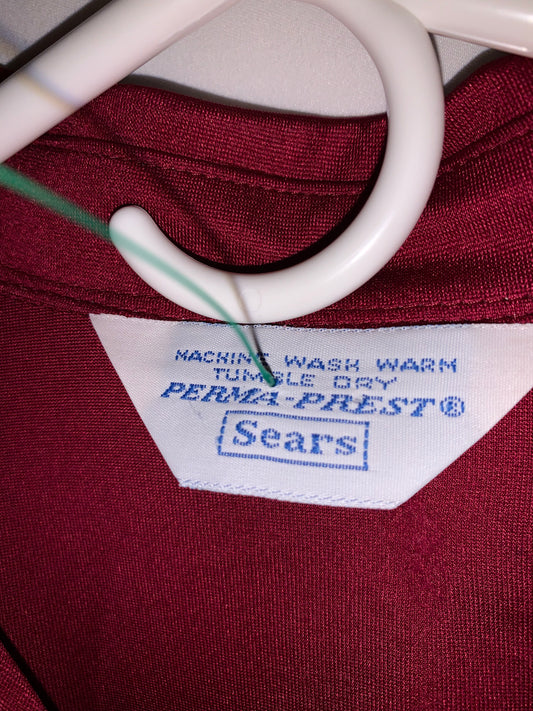 MACHINE WASH WARM
TUMBLE DRY
PERMA-PREST®
Sears